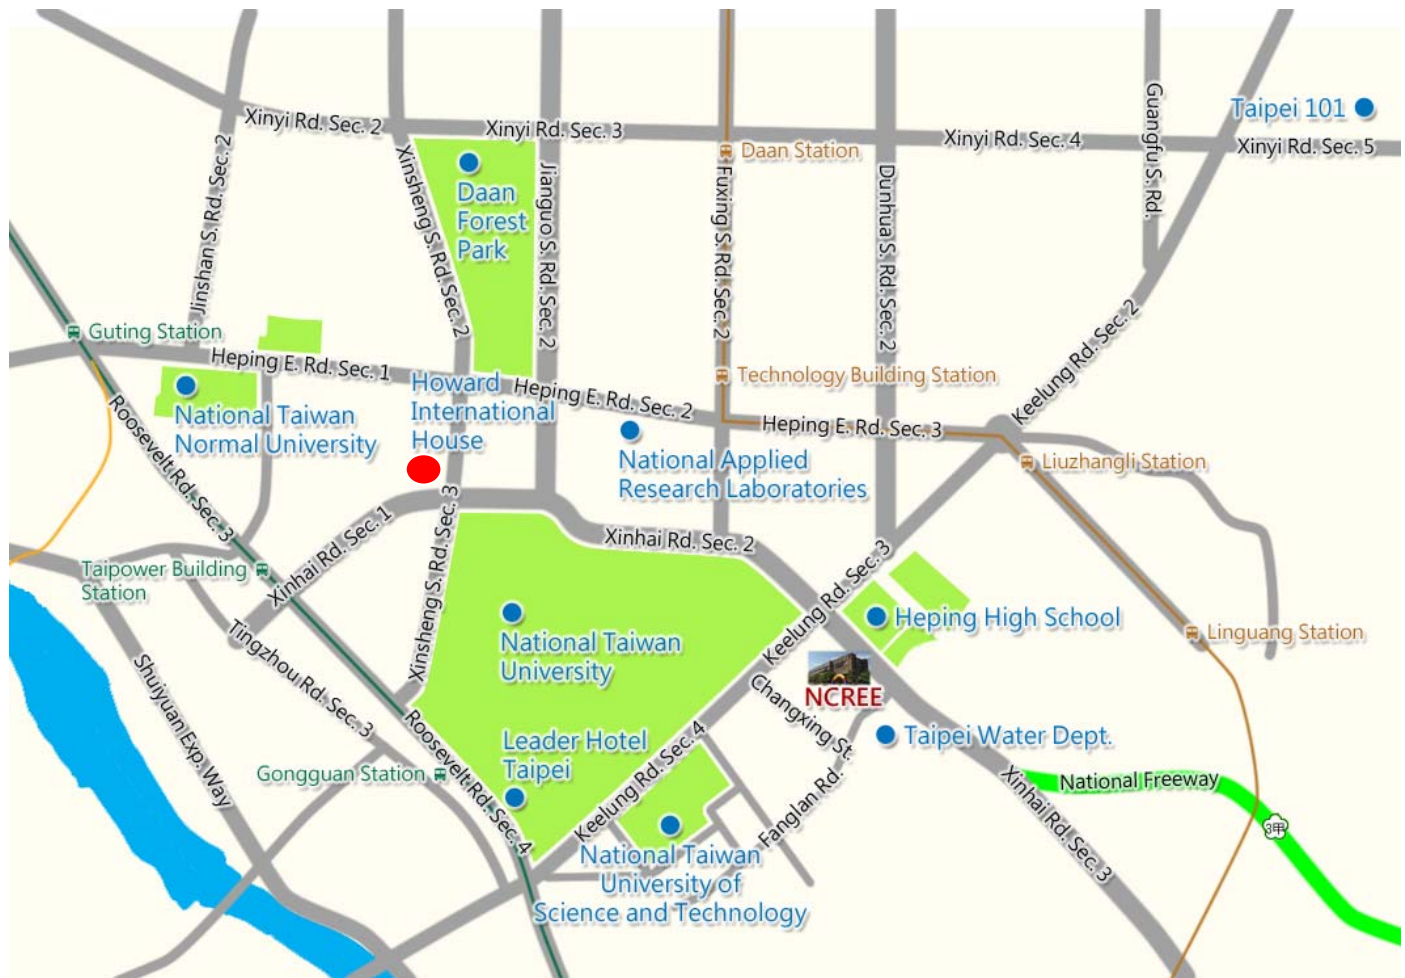 Xinyi Rd. Sec. 2
Xinyi Rd. Sec. 3
Xinyi Rd. Sec. 4
Xinyi Rd. Sec. 5
Taipei 101
Guangfu S. Rd.
Daan Station
Daan
Forest
Park
Jinshan S. Rd. Sec. 2
Xinsheng S. Rd. Sec. 2
Jianguo S. Rd. Sec. 2
Fuxing S. Rd. Sec. 2
Dunhua S. Rd. Sec. 2
Keelung Rd. Sec. 2
Guting Station
Heping E. Rd. Sec. 1
Heping E. Rd. Sec. 2
Heping E. Rd. Sec. 3
Technology Building Station
Howard
International
House
National Taiwan
Normal University
National Applied
Research Laboratories
Liuzhangli Station
Roosevelt Rd. Sec. 3
Xinhai Rd. Sec. 1
Xinsheng S. Rd. Sec. 3
Xinhai Rd. Sec. 2
Keelung Rd. Sec. 3
Taipower Building
Station
Heping High School
Linguang Station
National Taiwan
University
Tingzhou Rd. Sec. 3
Shuiyuan Exp. Way
NCREE
Changxing St.
Taipei Water Dept.
Leader Hotel
Taipei
Gongguan Station
Roosevelt Rd. Sec. 4
Keelung Rd. Sec. 4
Fanglan Rd.
Xinhai Rd. Sec. 3
National Freeway
3甲
National Taiwan
University of
Science and Technology